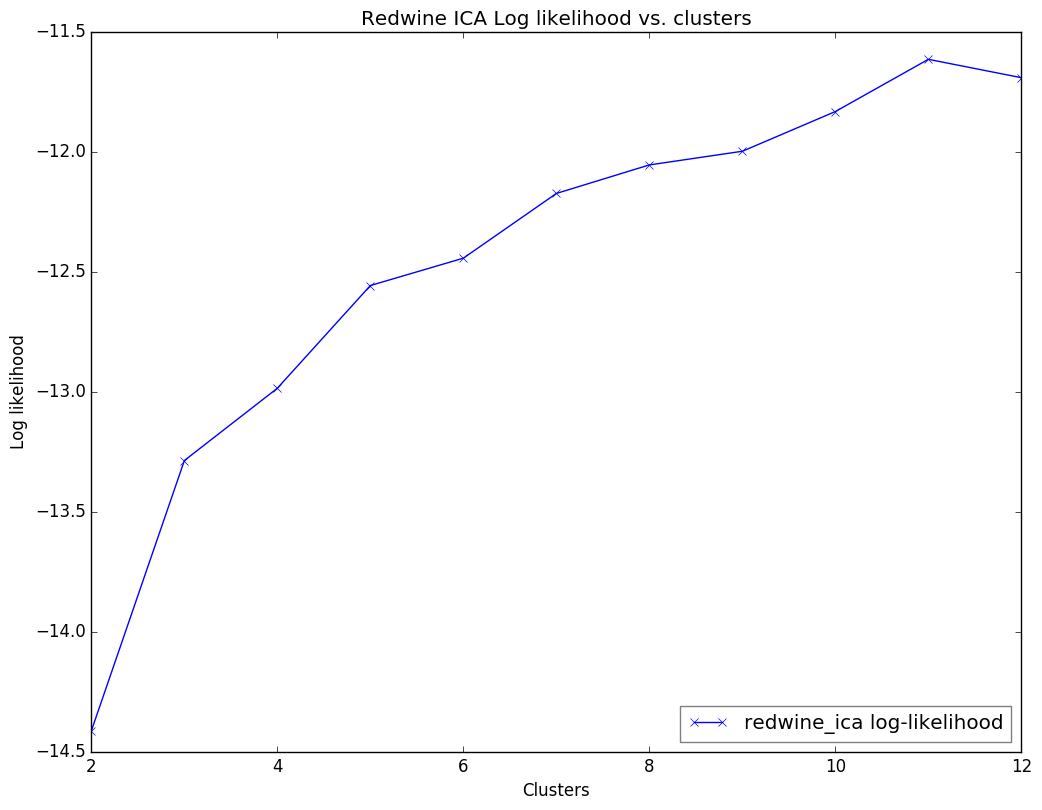 Redwine ICA Log likelihood vs. clusters
−11.5
−12.0
−12.5
−13.0
−13.5
−14.0
−14.5
Log likelihood
redwine_ica log-likelihood
2 4 6 8 10 12
Clusters